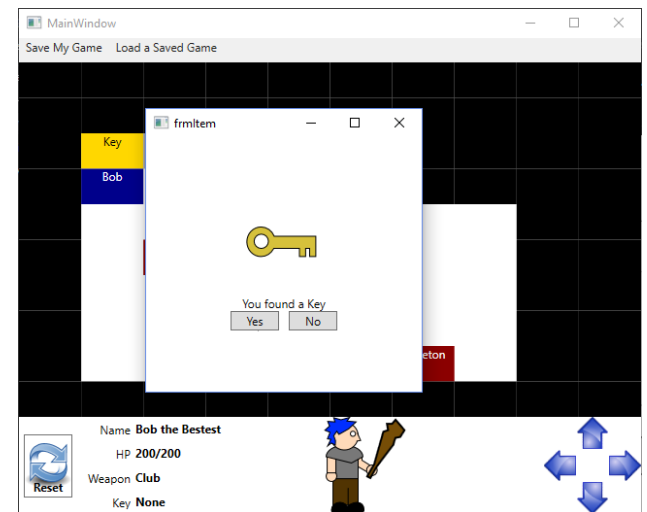 MainWindow
Save My Game Load a Saved Game
frmItem
Key
Bob
You found a Key
Yes No
eton
Name Bob the Bestest
HP 200/200
Weapon Club
Key None
Reset